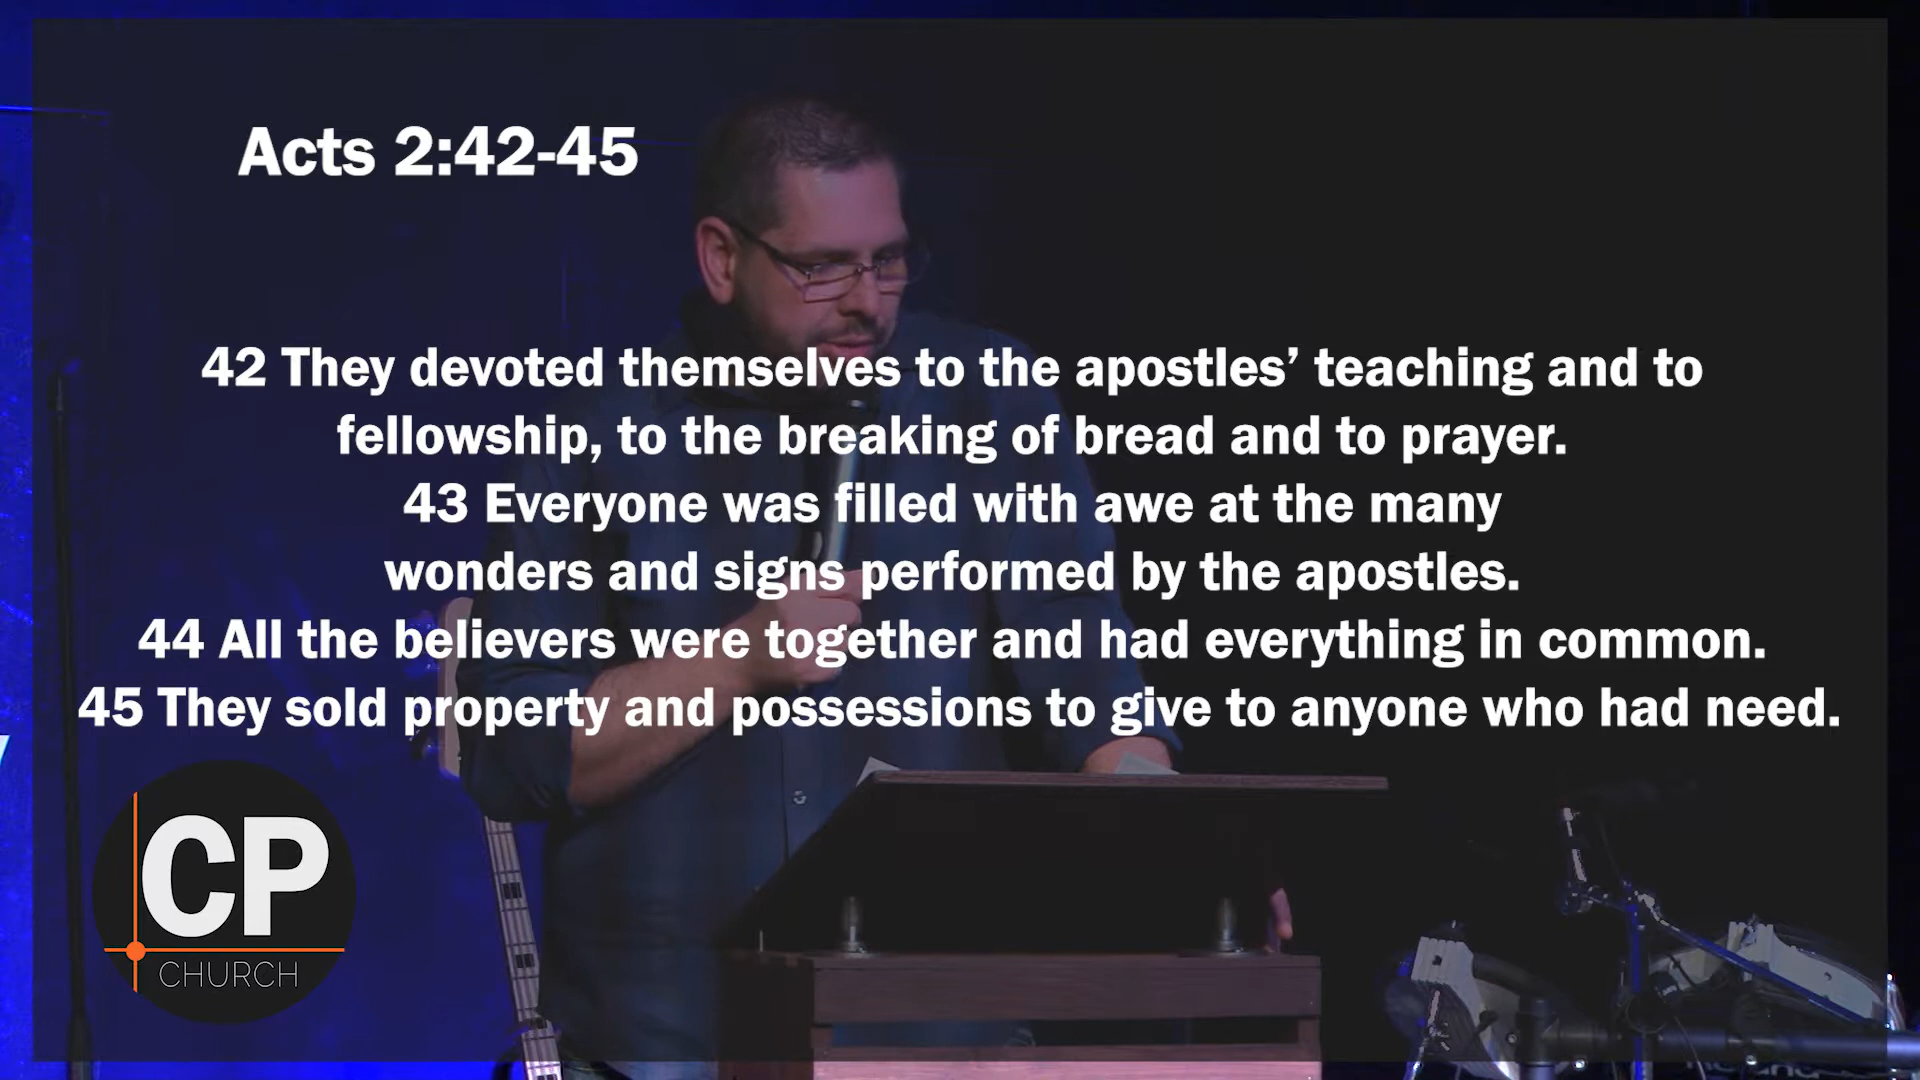 Acts 2:42-45
42 They devoted themselves to the apostles’ teaching and to
fellowship, to the breaking of bread and to prayer.
43 Everyone was filled with awe at the many
wonders and signs performed by the apostles.
44 All the believers were together and had everything in common.
45 They sold property and possessions to give to anyone who had need.
CP
CHURCH